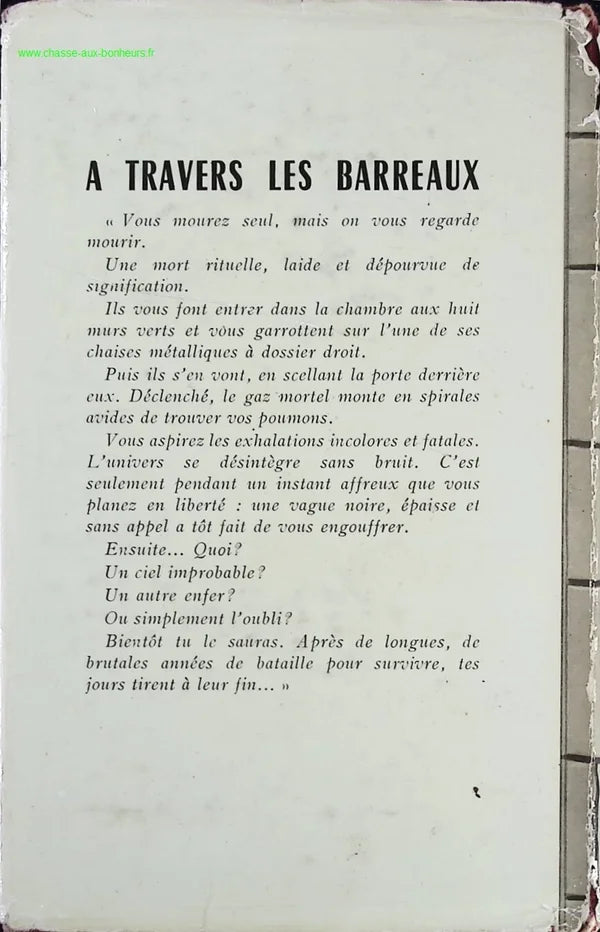 www.chasse-aux-bonheurs.fr
A TRAVERS LES BARREAUX
« Vous mourez seul, mais on vous regarde
mourir.
Une mort rituelle, laide et dépourvue de
signification.
Ils vous font entrer dans la chambre aux huit
murs verts et vous garrottent sur l'une de ses
chaises métalliques à dossier droit.
Puis ils s'en vont, en scellant la porte derrière
eux. Déclenché, le gaz mortel monte en spirales
avides de trouver vos poumons.
Vous aspirez les exhalations incolores et fatales.
L'univers se désintègre sans bruit. C'est
seulement pendant un instant affreux que vous
planez en liberté : une vague noire, épaisse et
sans appel a tôt fait de vous engouffrer.
Ensuite... Quoi?
Un ciel improbable?
Un autre enfer?
Ou simplement l'oubli?
Bientôt tu le sauras. Après de longues, de
brutales années de bataille pour survivre, tes
jours tirent à leur fin... »